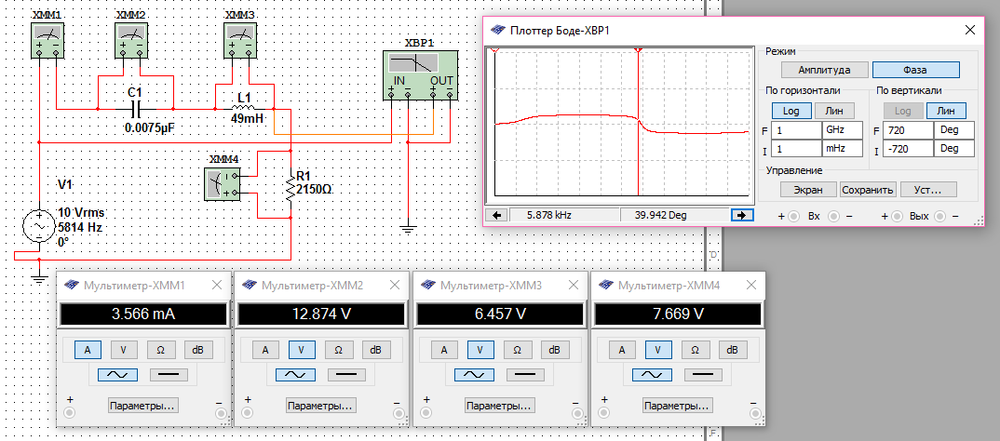 XMM1
XMM2
XMM3
XBP1
IN OUT
C1
0.0075µF
L1
49mH
XMM4
R1
2150Ω
V1
10 Vrms
5814 Hz
0°
Плоттер Боде-XBP1
Режим
Амплитуда Фаза
По горизонтали По вертикали
Log Лин Log Лин
F 1 GHz F 720 Deg
I 1 mHz I -720 Deg
Управление
Экран Сохранить Уст...
5.878 kHz 39.942 Deg
+ Вх − + Вых −
D
Мультиметр-XMM1
3.566 mA
A V Ω dB
+ −
Параметры...
Мультиметр-XMM2
12.874 V
A V Ω dB
+ −
Параметры...
Мультиметр-XMM3
6.457 V
A V Ω dB
+ −
Параметры...
Мультиметр-XMM4
7.669 V
A V Ω dB
+ −
Параметры...
F